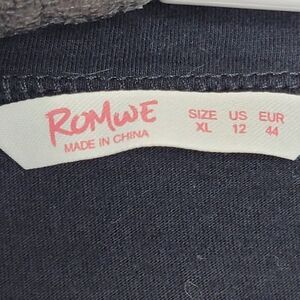 ROMWE
MADE IN CHINA
SIZE US EUR
XL 12 44